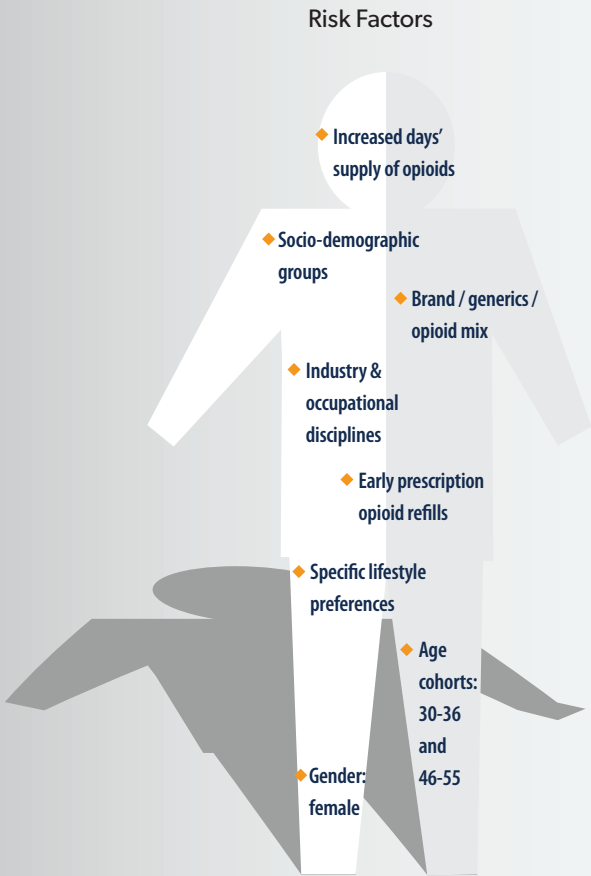 Risk Factors
Increased days'
supply of opioids
Socio-demographic
groups
Brand / generics /
opioid mix
Industry &
occupational
disciplines
Early prescription
opioid refills
Specific lifestyle
preferences
Age
cohorts:
30-36
and
46-55
Gender:
female